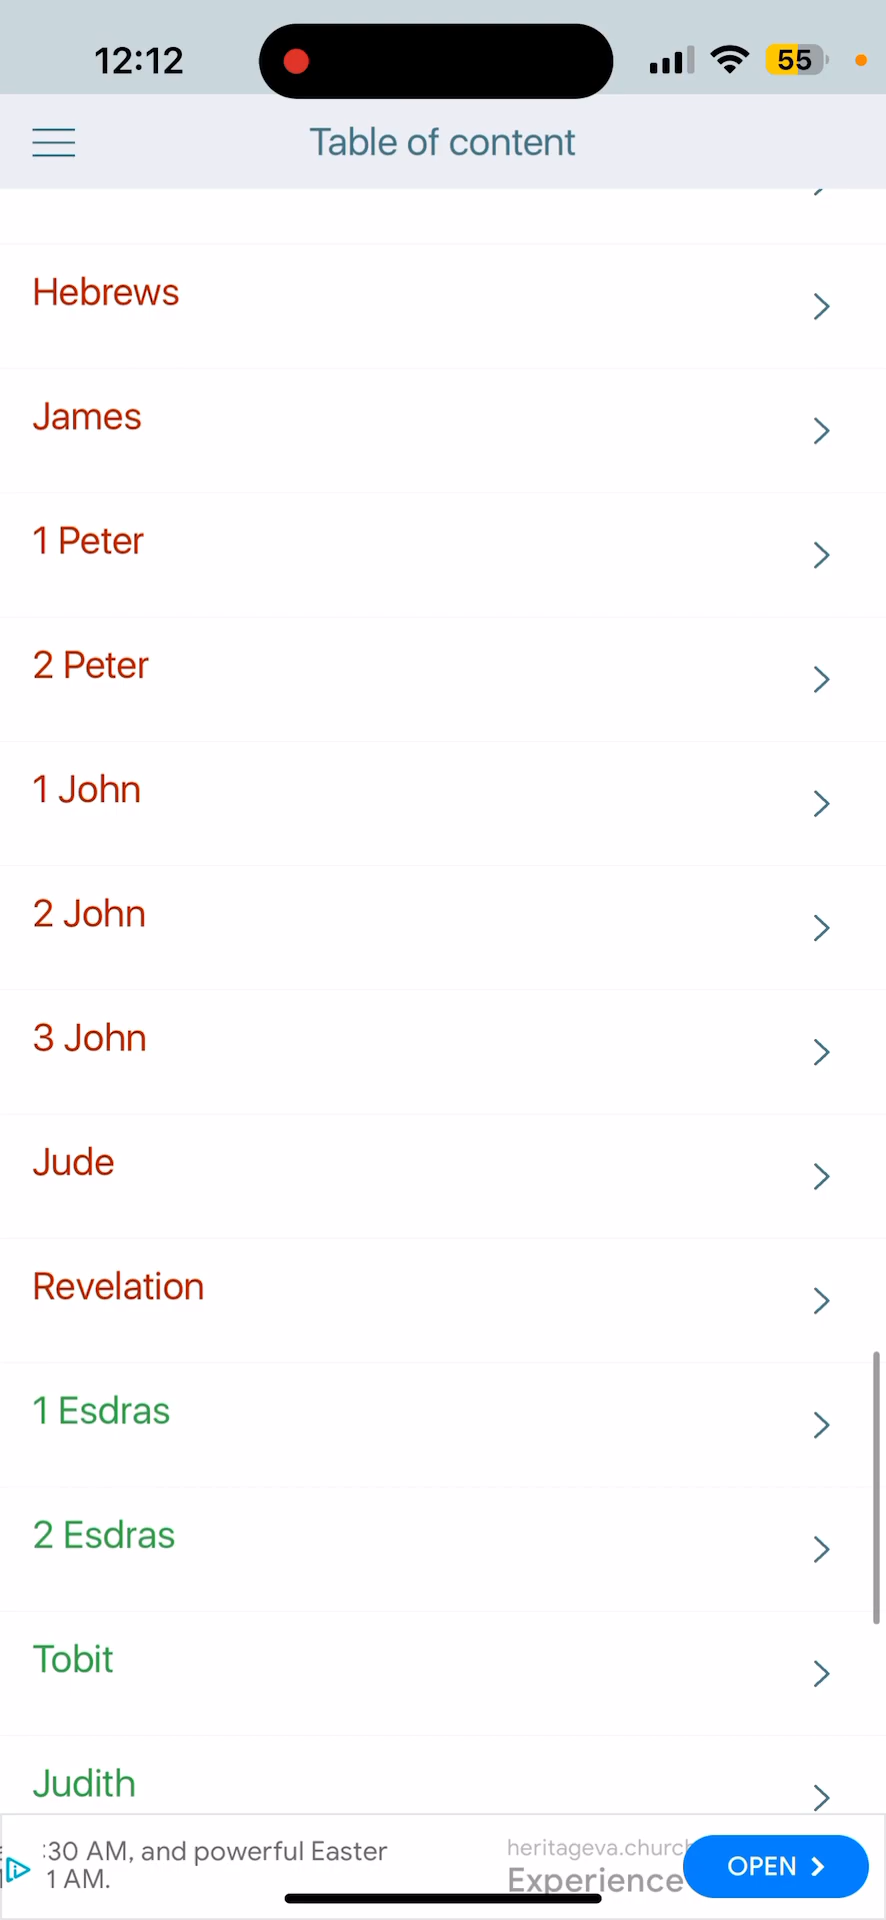 12:12
55
Table of content
Hebrews
James
1 Peter
2 Peter
1 John
2 John
3 John
Jude
Revelation
1 Esdras
2 Esdras
Tobit
Judith
:30 AM, and powerful Easter
1 AM.
heritageva.church
Experience
OPEN